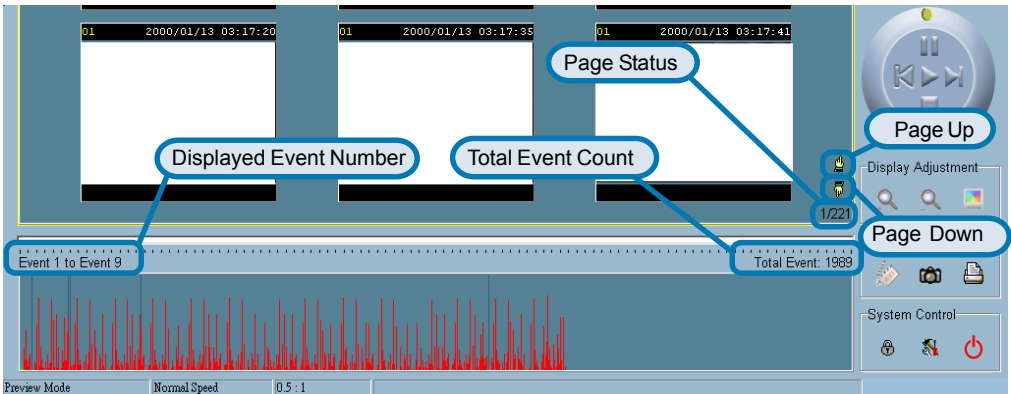 01 2000/01/13 03:17:20
01 2000/01/13 03:17:35
01 2000/01/13 03:17:41
Page Status
Page Up
Displayed Event Number
Total Event Count
Display Adjustment
1/221
Page Down
Event 1 to Event 9
Total Event: 1989
System Control
Preview Mode
Normal Speed
0.5 : 1